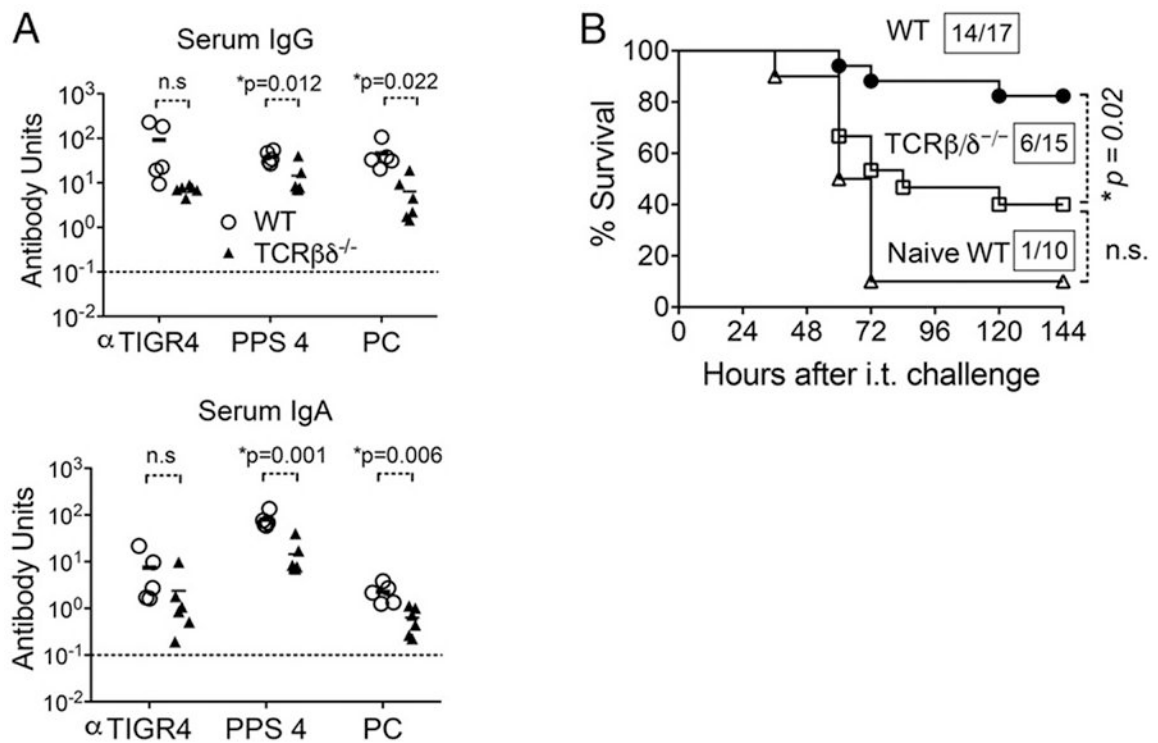 A
Serum IgG
n.s
*p=0.012
*p=0.022
10³
10²
10¹
10⁰
10⁻¹
10⁻²
Antibody Units
WT
TCRβδ⁻/⁻
α TIGR4
PPS 4
PC
Serum IgA
n.s
*p=0.001
*p=0.006
10³
10²
10¹
10⁰
10⁻¹
10⁻²
Antibody Units
α TIGR4
PPS 4
PC
B
WT 14/17
100
80
60
40
20
0
% Survival
TCRβ/δ⁻/⁻ 6/15
Naive WT 1/10
* p = 0.02
n.s.
0 24 48 72 96 120 144
Hours after i.t. challenge